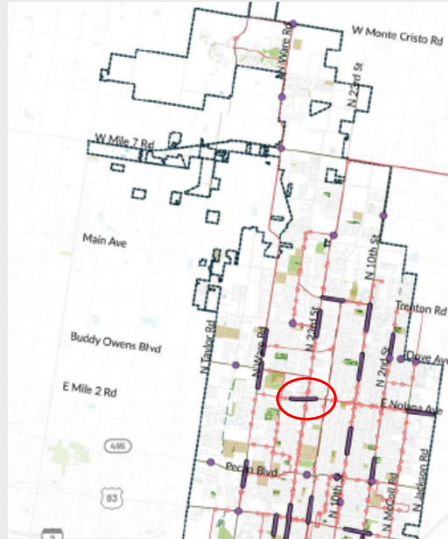 W Monte Cristo Rd
N Ware Rd
N 23rd St
W Mile 7 Rd
Main Ave
N 10th St
Trenton Rd
N 23rd St
Buddy Owens Blvd
N Taylor Rd
N Ware Rd
N 2nd St
Dove Ave
E Mile 2 Rd
E Nolana Ave
495
Pecan Blvd
83
N 10th S
N McColl Rd
N Jackson Rd
2